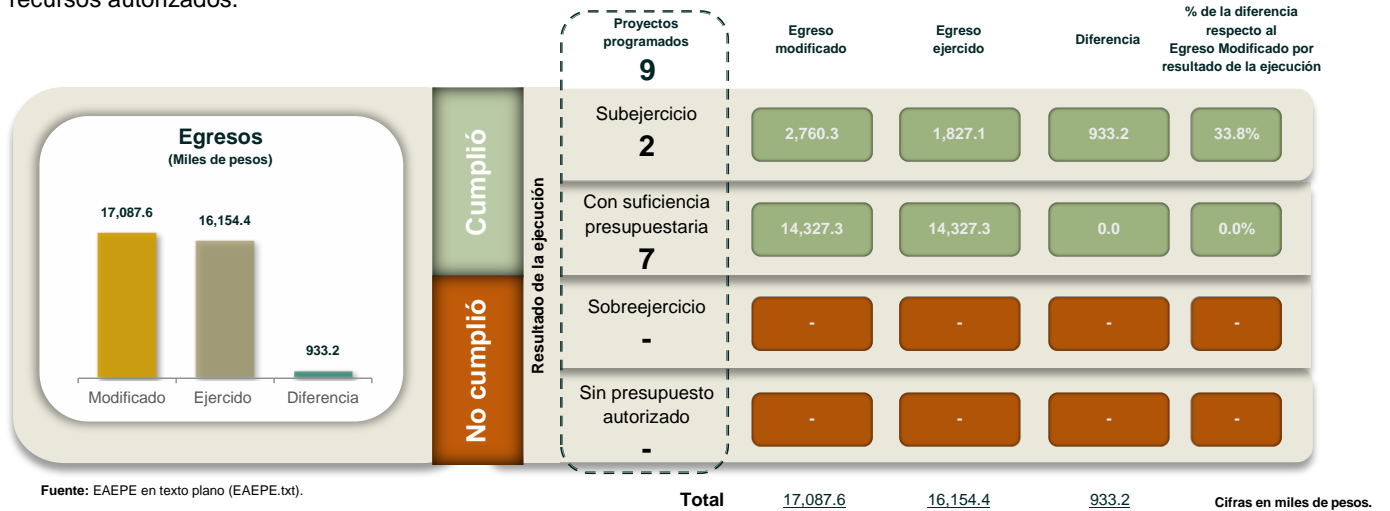 recursos autorizados.
Proyectos
programados
9
Egreso
modificado
Egreso
ejercido
Diferencia
% de la diferencia
respecto al
Egreso Modificado por
resultado de la ejecución
Egresos
(Miles de pesos)
17,087.6
16,154.4
933.2
Modificado
Ejercido
Diferencia
Cumplió
No cumplió
Resultado de la ejecución
Subejercicio
2
2,760.3
1,827.1
933.2
33.8%
Con suficiencia
presupuestaria
7
14,327.3
14,327.3
0.0
0.0%
Sobreejercicio
-
-
-
-
-
Sin presupuesto
autorizado
-
-
-
-
-
Fuente: EAEPE en texto plano (EAEPE.txt).
Total
17,087.6
16,154.4
933.2
Cifras en miles de pesos.